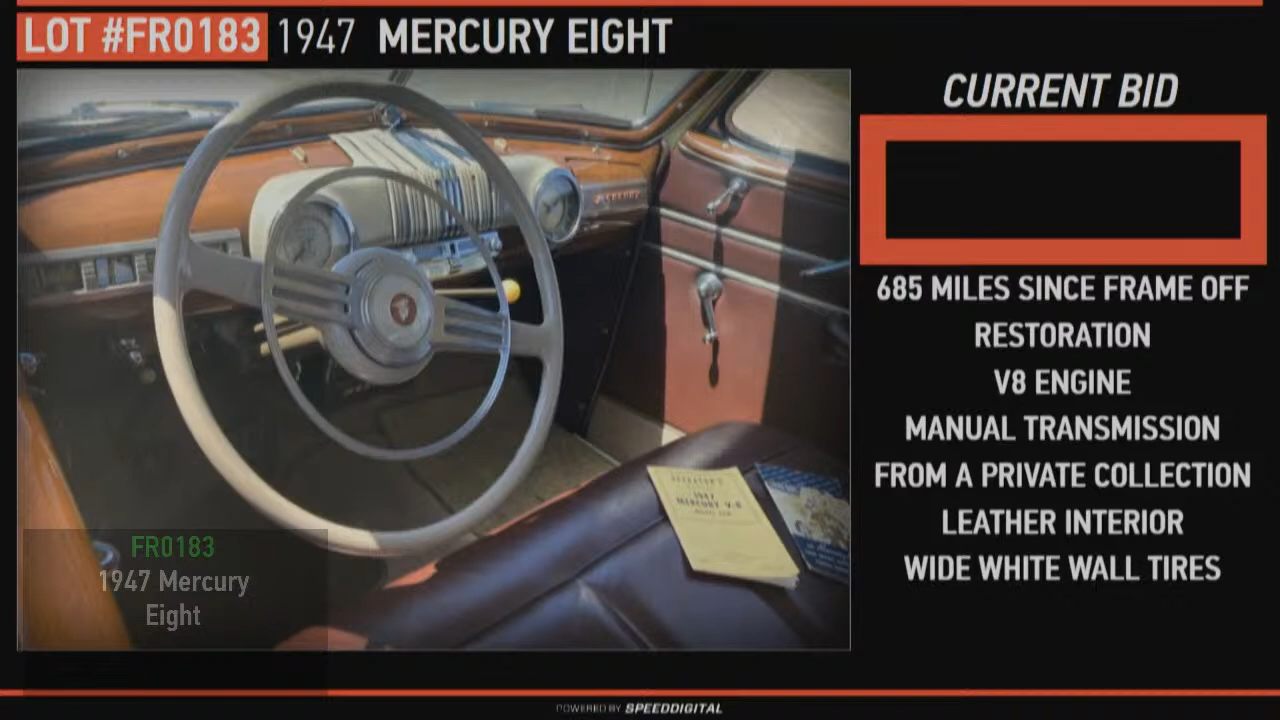 LOT #FR0183 1947 MERCURY EIGHT
CURRENT BID
685 MILES SINCE FRAME OFF
RESTORATION
V8 ENGINE
MANUAL TRANSMISSION
FROM A PRIVATE COLLECTION
LEATHER INTERIOR
WIDE WHITE WALL TIRES
1947
MERCURY V-8
FR0183
1947 Mercury
Eight
POWERED BY SPEEDDIGITAL